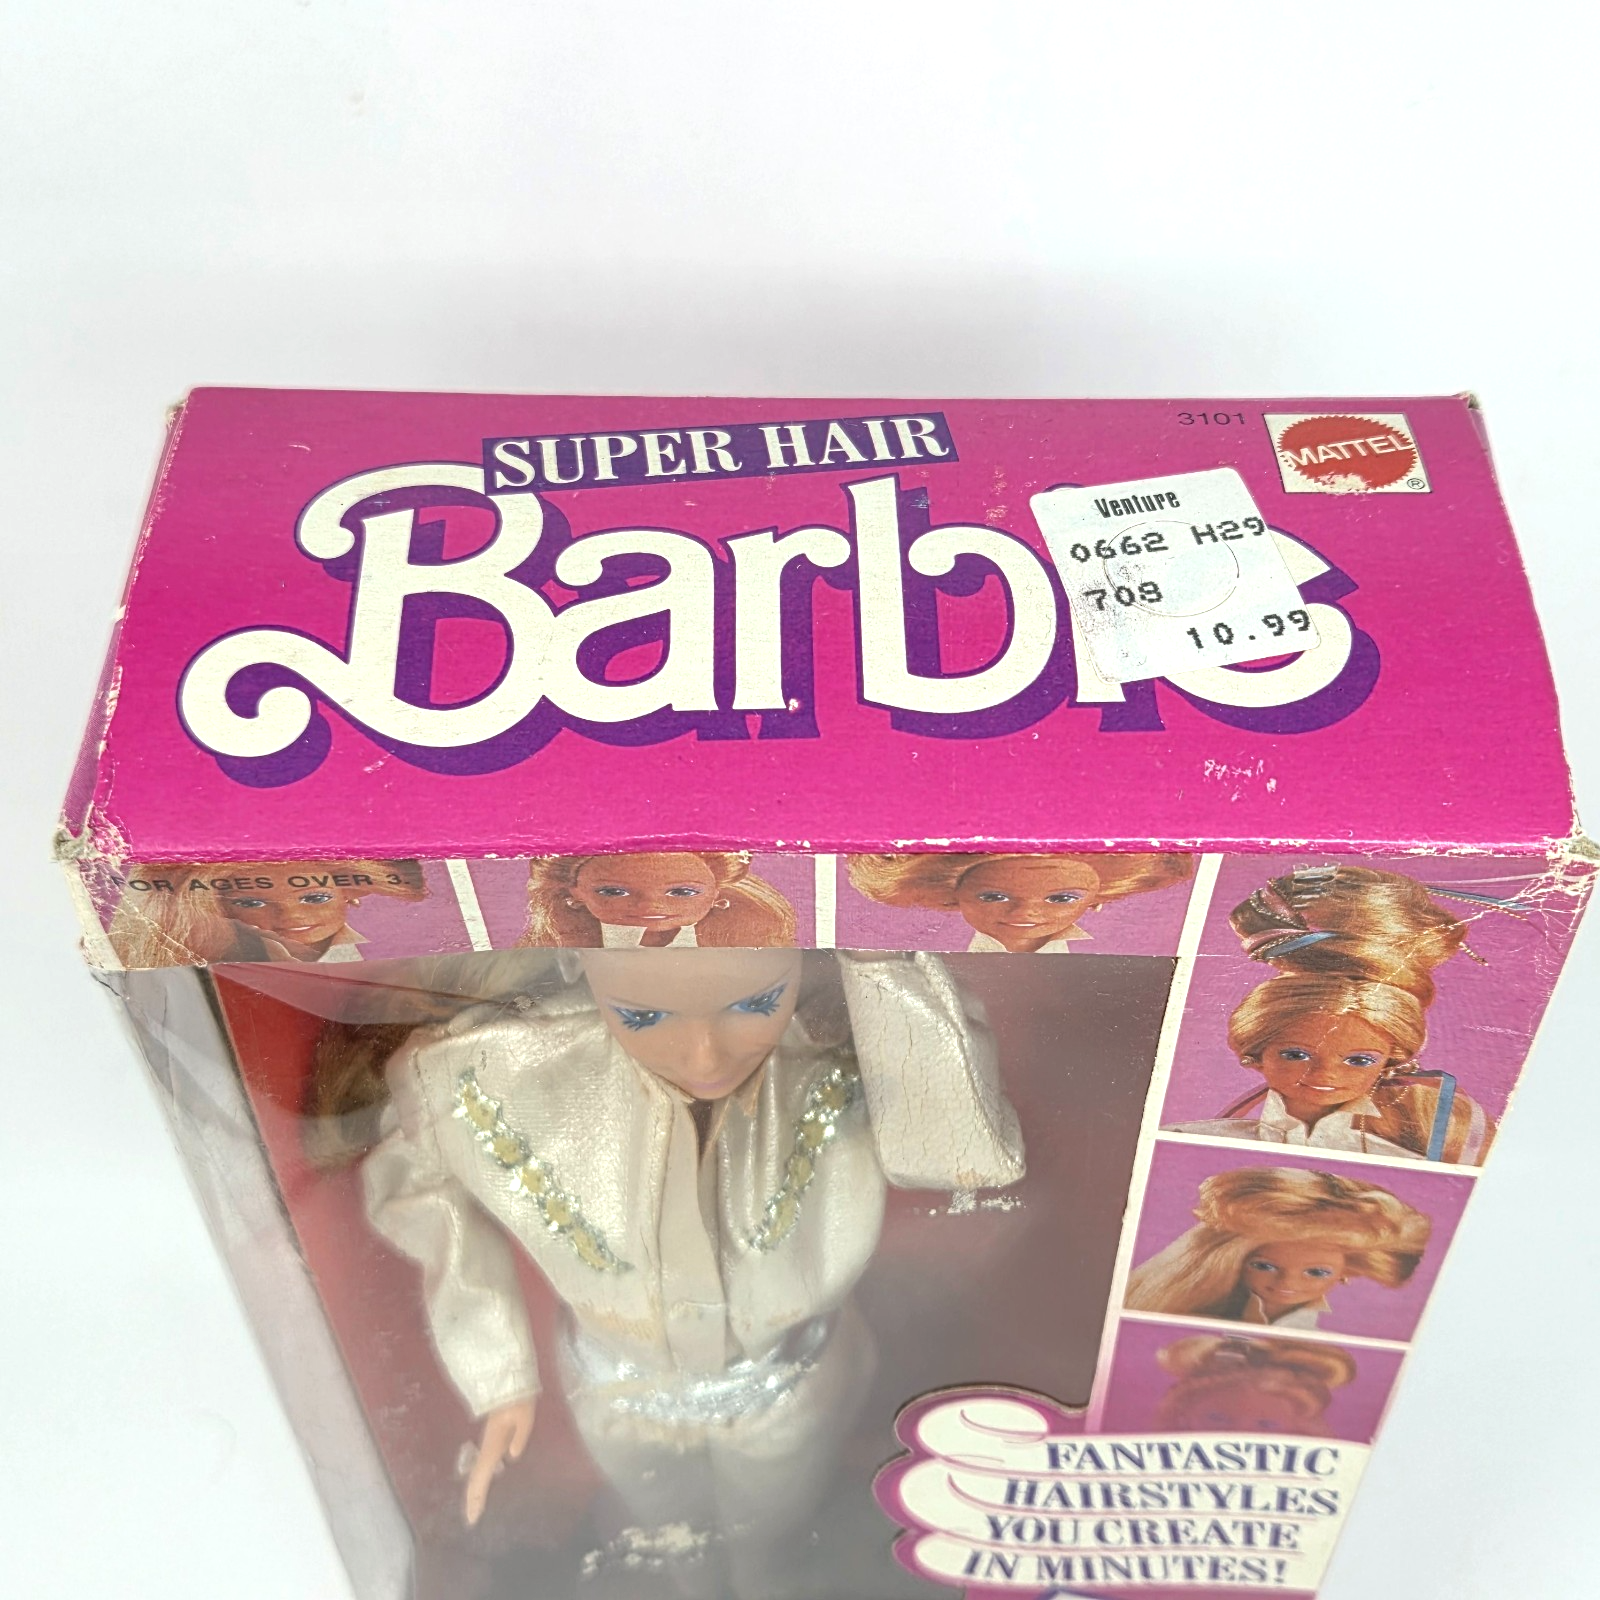 SUPER HAIR
Barbie
3101
MATTEL
®
Venture
0662 H29
708
10.99
FOR AGES OVER 3.
FANTASTIC
HAIRSTYLES
YOU CREATE
IN MINUTES!